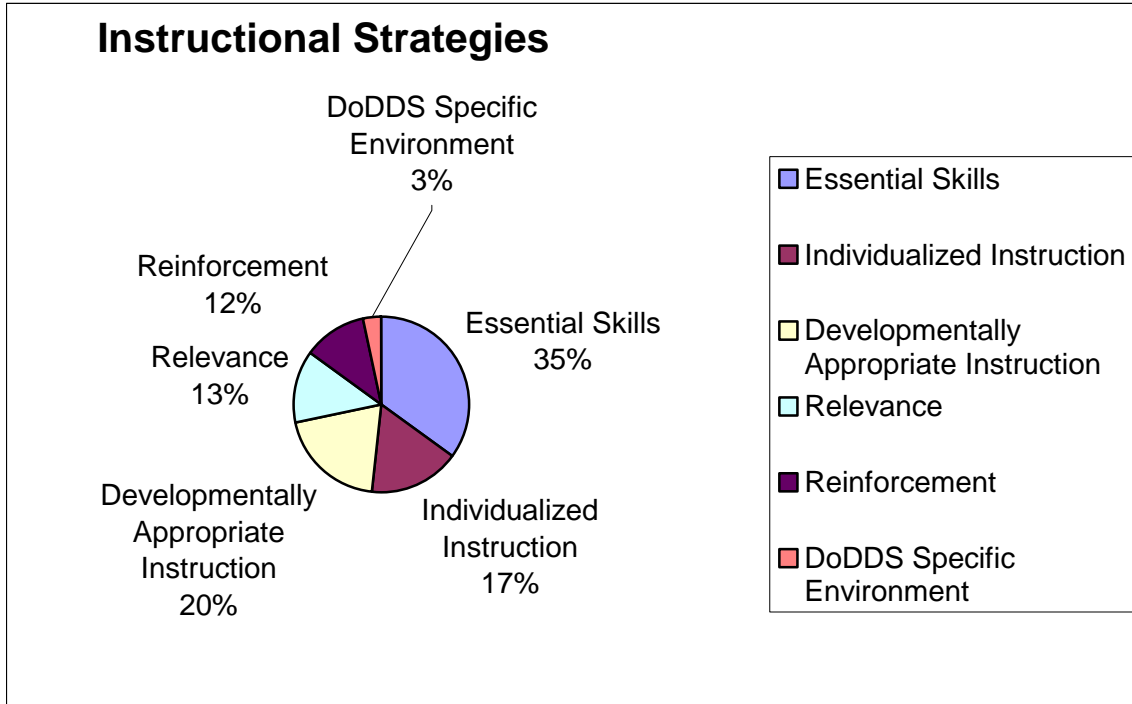 Instructional Strategies
DoDDS Specific
Environment
3%
Reinforcement
12%
Relevance
13%
Essential Skills
35%
Developmentally
Appropriate
Instruction
20%
Individualized
Instruction
17%
Essential Skills
Individualized Instruction
Developmentally
Appropriate Instruction
Relevance
Reinforcement
DoDDS Specific
Environment